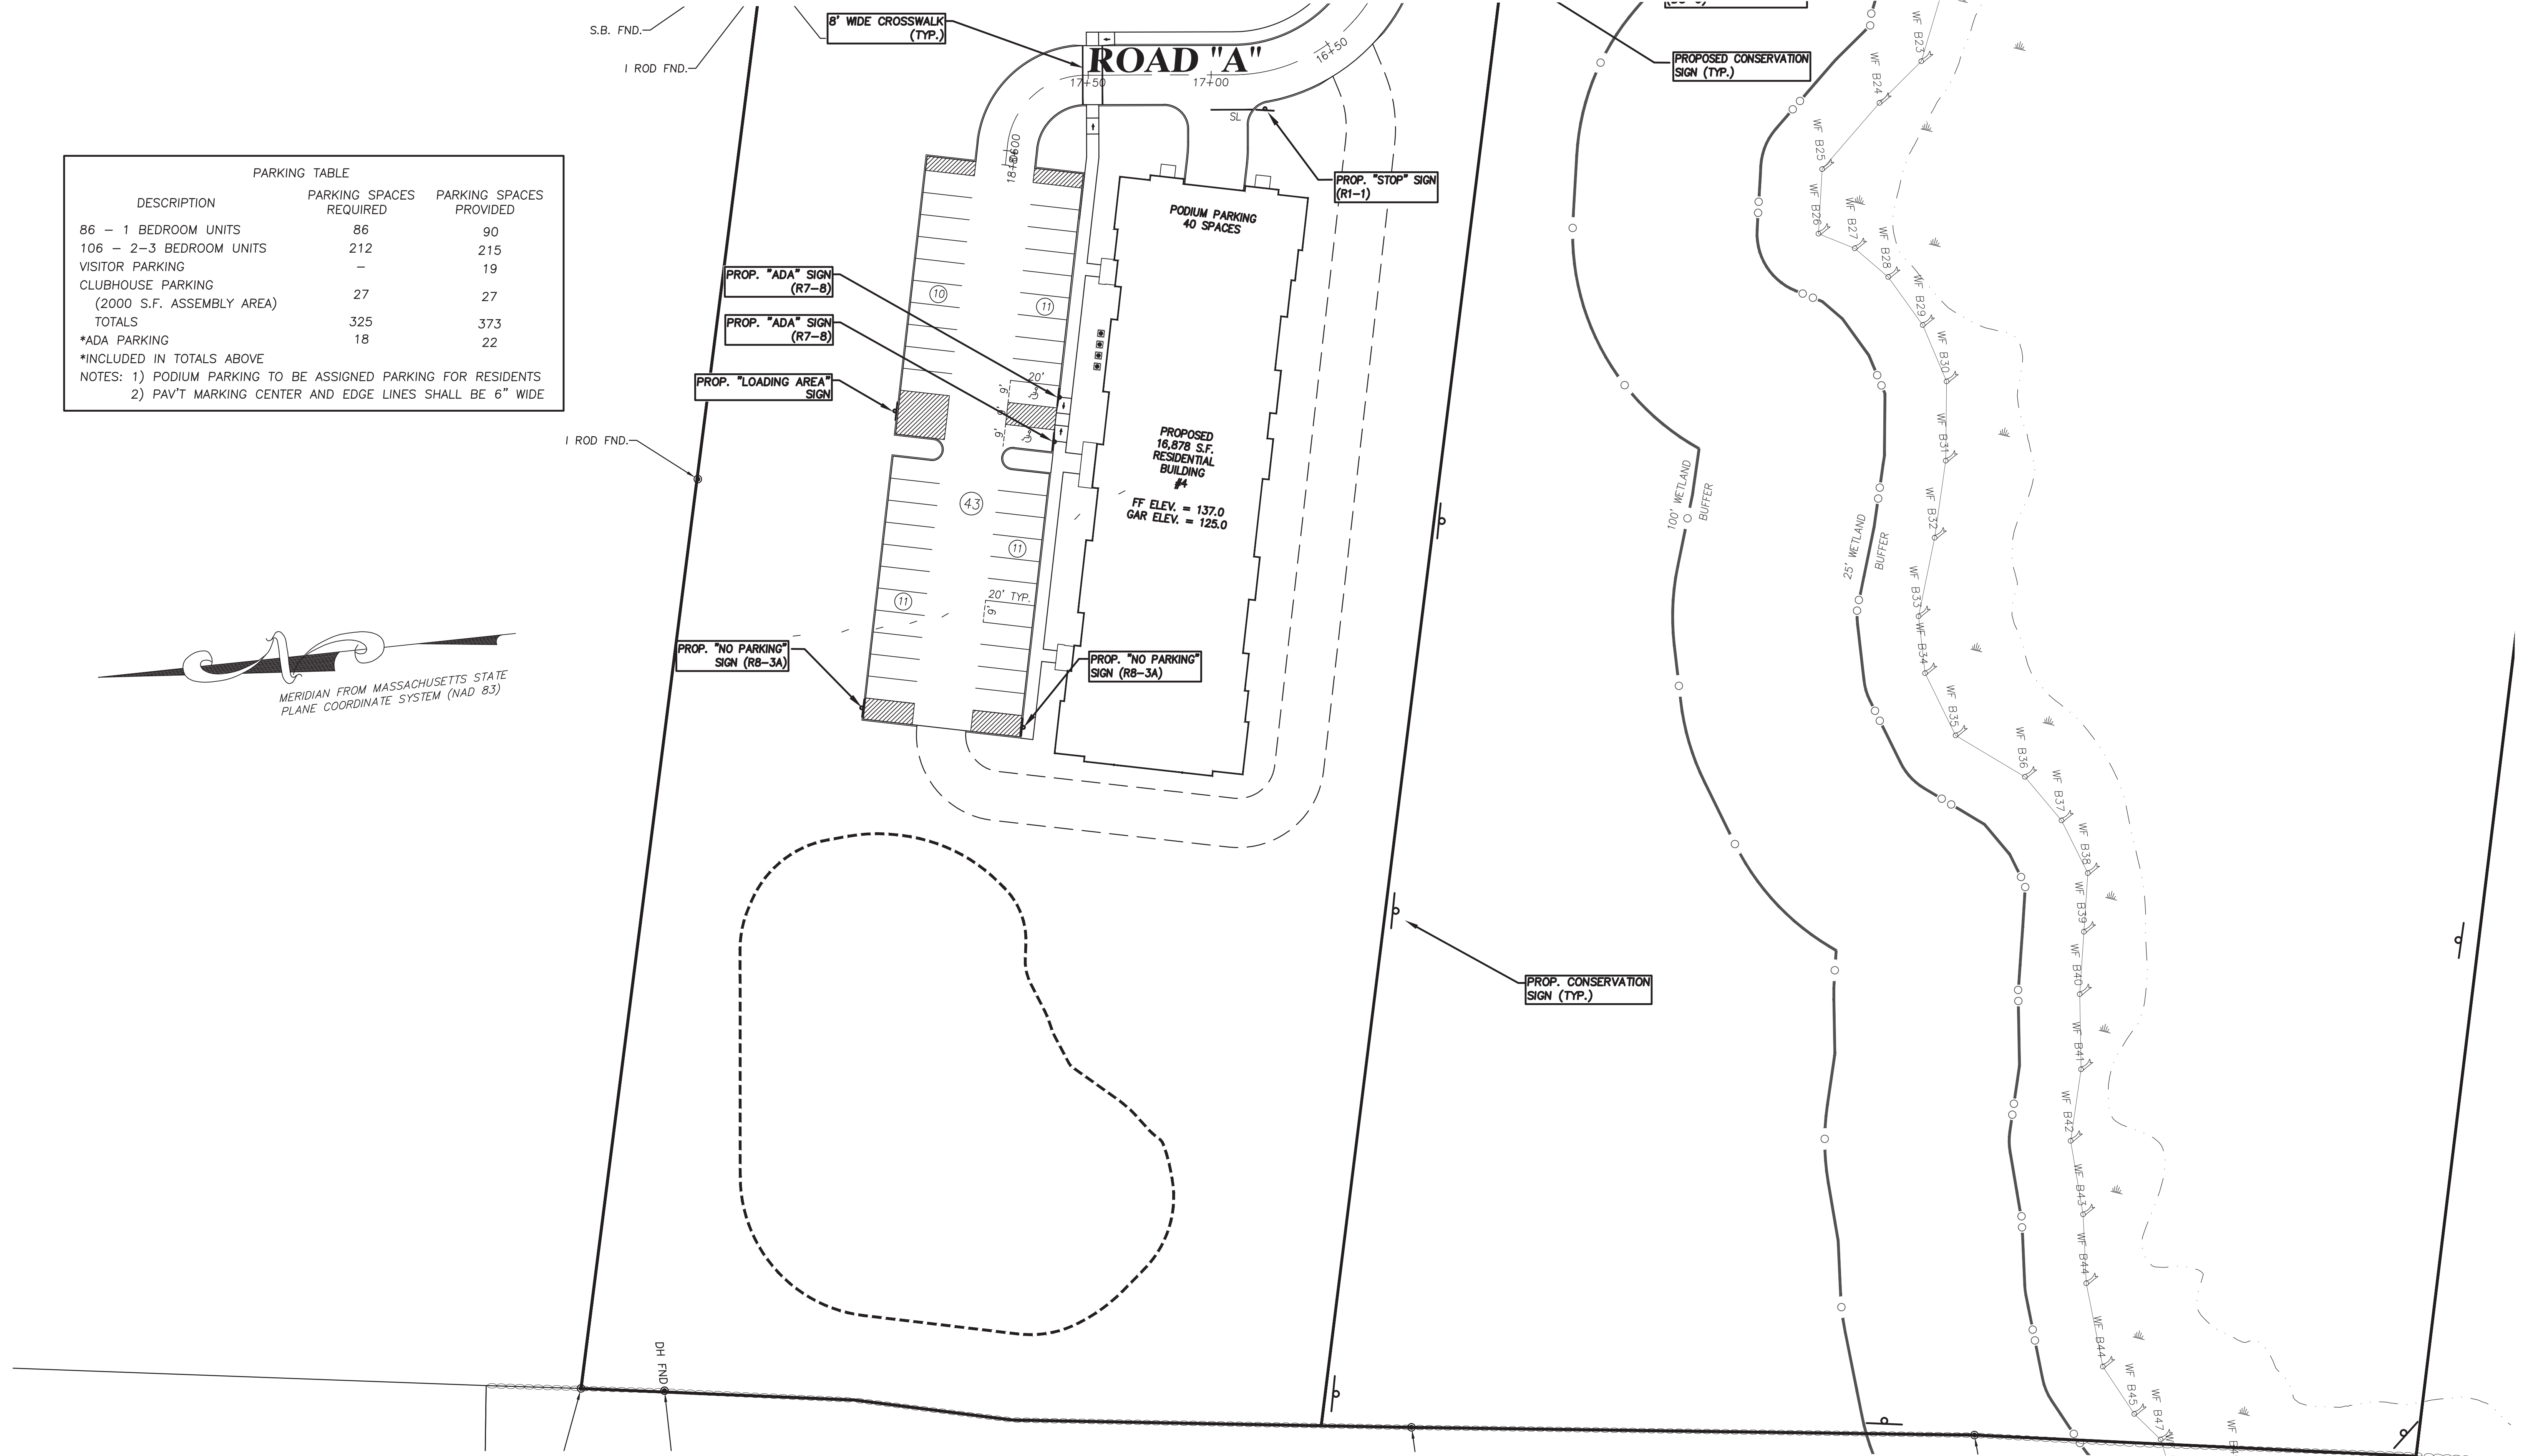 S.B. FND.
I ROD FND.
8' WIDE CROSSWALK
(TYP.)
ROAD "A"
17+50
17+00
16+50
SL
PROPOSED CONSERVATION
SIGN (TYP.)
PROP. "STOP" SIGN
(R1-1)
PARKING TABLE
DESCRIPTION PARKING SPACES REQUIRED PARKING SPACES PROVIDED
86 - 1 BEDROOM UNITS 86 90
106 - 2-3 BEDROOM UNITS 212 215
VISITOR PARKING - 19
CLUBHOUSE PARKING
(2000 S.F. ASSEMBLY AREA) 27 27
TOTALS 325 373
*ADA PARKING 18 22
*INCLUDED IN TOTALS ABOVE
NOTES: 1) PODIUM PARKING TO BE ASSIGNED PARKING FOR RESIDENTS
2) PAV'T MARKING CENTER AND EDGE LINES SHALL BE 6" WIDE
PODIUM PARKING
40 SPACES
PROP. "ADA" SIGN
(R7-8)
10
11
PROP. "ADA" SIGN
(R7-8)
PROP. "LOADING AREA"
SIGN
20'
9'
9'
I ROD FND.
PROPOSED
16,878 S.F.
RESIDENTIAL
BUILDING
#4
FF ELEV. = 137.0
GAR ELEV. = 125.0
43
11
11
20' TYP.
9'
PROP. "NO PARKING"
SIGN (R8-3A)
PROP. "NO PARKING"
SIGN (R8-3A)
MERIDIAN FROM MASSACHUSETTS STATE
PLANE COORDINATE SYSTEM (NAD 83)
100' WETLAND
BUFFER
25' WETLAND
BUFFER
PROP. CONSERVATION
SIGN (TYP.)
DH FND
WF B23
WF B24
WF B25
WF B26
WF B27
WF B28
WF B29
WF B30
WF B31
WF B32
WF B33
WF B34
WF B35
WF B36
WF B37
WF B38
WF B39
WF B40
WF B41
WF B42
WF B43
WF B44
WF B44
WF B45
WF B47